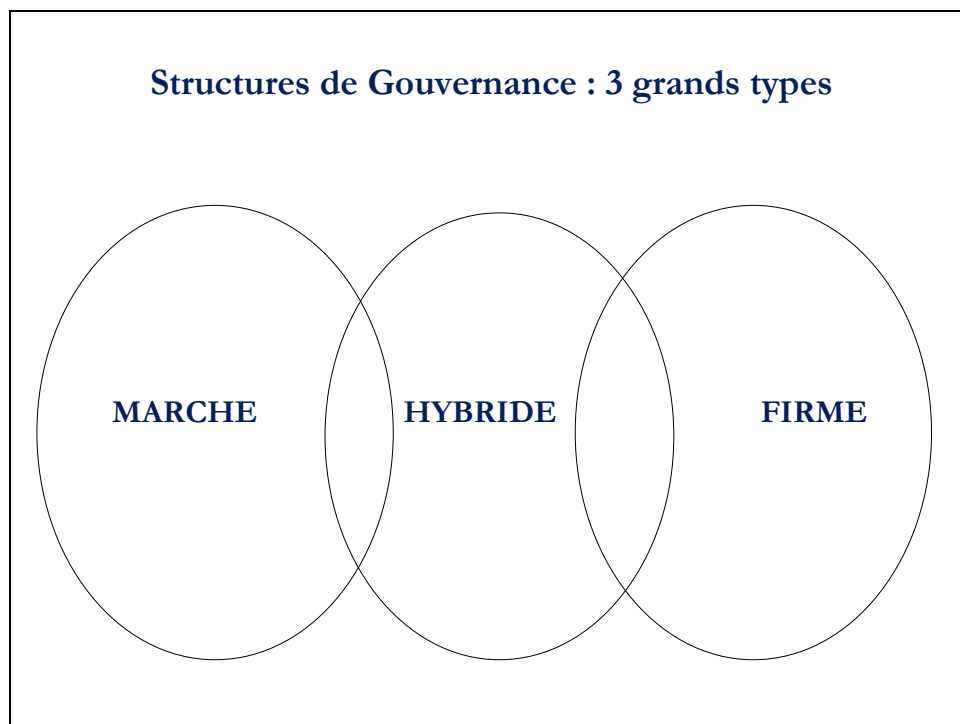 Structures de Gouvernance : 3 grands types
MARCHE HYBRIDE FIRME